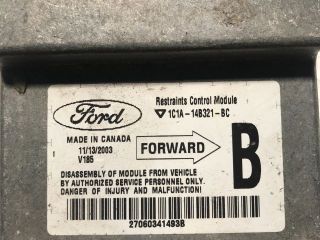 Ford
Restraints Control Module
1C1A-14B321-BC
MADE IN CANADA
11/13/2003
V185
FORWARD
B
DISASSEMBLY OF MODULE FROM VEHICLE
BY AUTHORIZED SERVICE PERSONNEL ONLY.
DANGER OF INJURY AND MALFUNCTION!
27060341493B